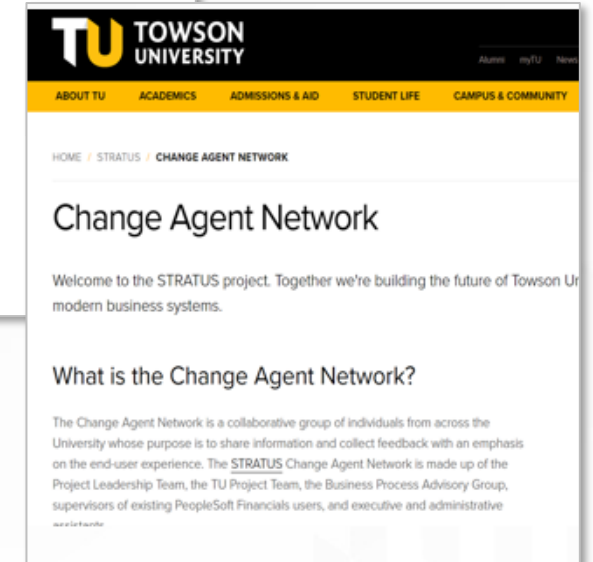 TU TOWSON
UNIVERSITY
Alumni myTU News
ABOUT TU ACADEMICS ADMISSIONS & AID STUDENT LIFE CAMPUS & COMMUNITY
HOME / STRATUS / CHANGE AGENT NETWORK
Change Agent Network
Welcome to the STRATUS project. Together we're building the future of Towson Ur
modern business systems.
What is the Change Agent Network?
The Change Agent Network is a collaborative group of individuals from across the
University whose purpose is to share information and collect feedback with an emphasis
on the end-user experience. The STRATUS Change Agent Network is made up of the
Project Leadership Team, the TU Project Team, the Business Process Advisory Group,
supervisors of existing PeopleSoft Financials users, and executive and administrative
assistants